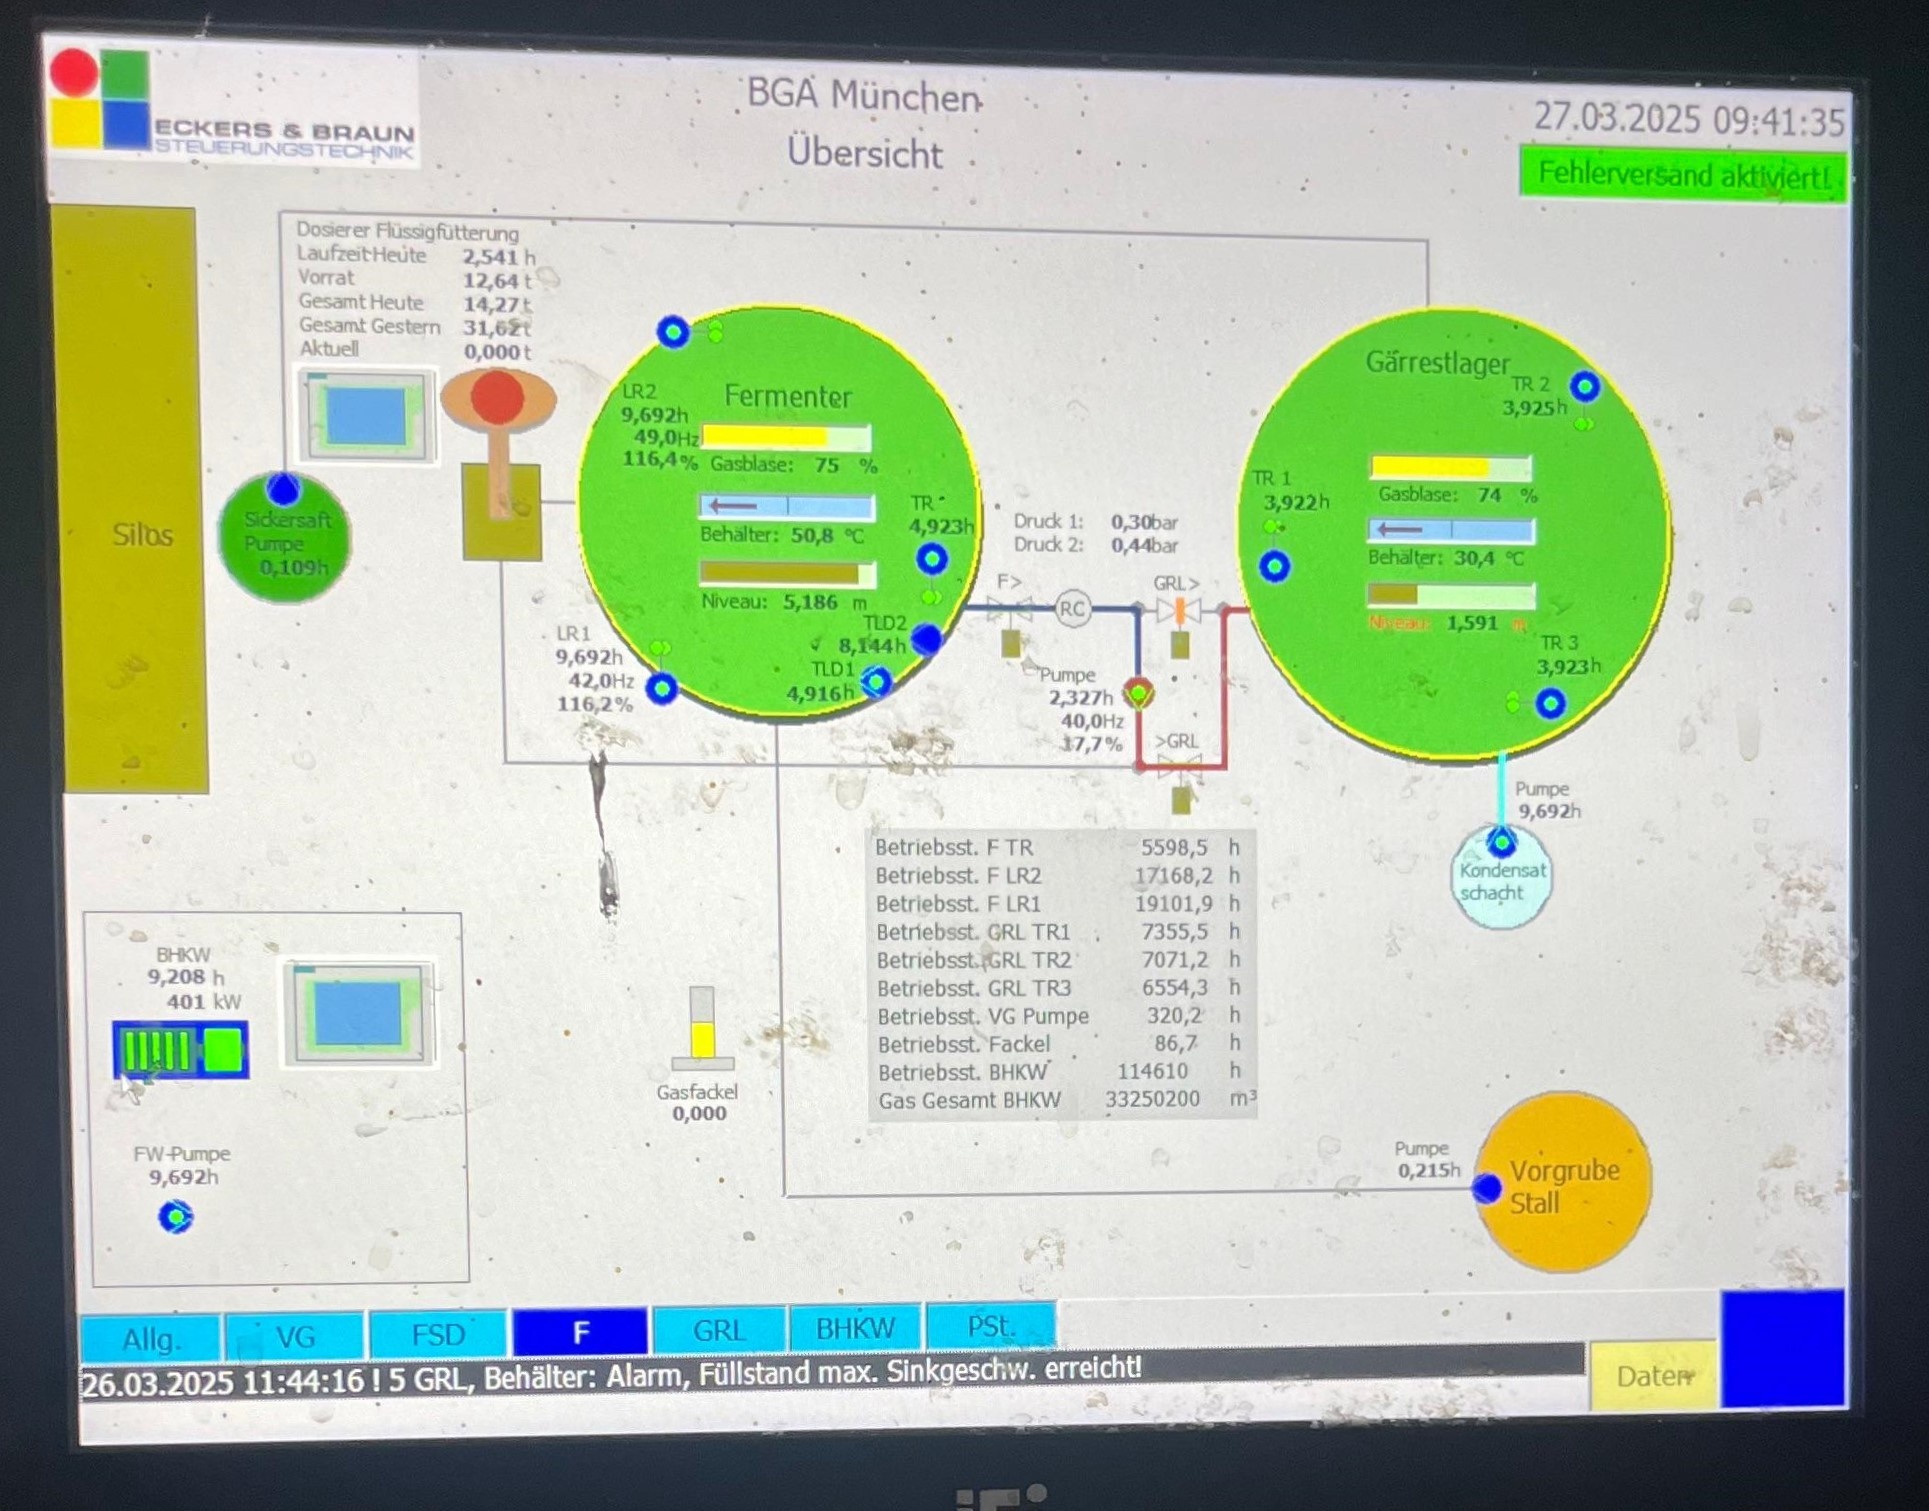 ECKERS & BRAUN
STEUERUNGSTECHNIK
BGA München
Übersicht
27.03.2025 09:41:35
Fehlerversand aktiviert!
Silos
Dosierer Flüssigfütterung
Laufzeit Heute 2,541 h
Vorrat 12,64 t
Gesamt Heute 14,27 t
Gesamt Gestern 31,62 t
Aktuell 0,000 t
Sickersaft
Pumpe
0,109h
LR2
9,692h
49,0Hz
116,4%
Fermenter
Gasblase: 75 %
Behälter: 50,8 °C
Niveau: 5,186 m
TR
4,923h
TLD2
8,144h
TLD1
4,916h
LR1
9,692h
42,0Hz
116,2%
Druck 1: 0,30bar
Druck 2: 0,44bar
F>
RC
GRL>
Pumpe
2,327h
40,0Hz
17,7%
>GRL
Gärrestlager
TR 2
3,925h
TR 1
3,922h
Gasblase: 74 %
Behälter: 30,4 °C
Niveau: 1,591 m
TR 3
3,923h
Pumpe
9,692h
Kondensat
schacht
Betriebsst. F TR 5598,5 h
Betriebsst. F LR2 17168,2 h
Betriebsst. F LR1 19101,9 h
Betriebsst. GRL TR1 7355,5 h
Betriebsst. GRL TR2 7071,2 h
Betriebsst. GRL TR3 6554,3 h
Betriebsst. VG Pumpe 320,2 h
Betriebsst. Fackel 86,7 h
Betriebsst. BHKW 114610 h
Gas Gesamt BHKW 33250200 m³
BHKW
9,208 h
401 kW
FW-Pumpe
9,692h
Gasfackel
0,000
Pumpe
0,215h
Vorgrube
Stall
Allg. VG FSD F GRL BHKW PSt.
26.03.2025 11:44:16 ! 5 GRL, Behälter: Alarm, Füllstand max. Sinkgeschw. erreicht!
Daten